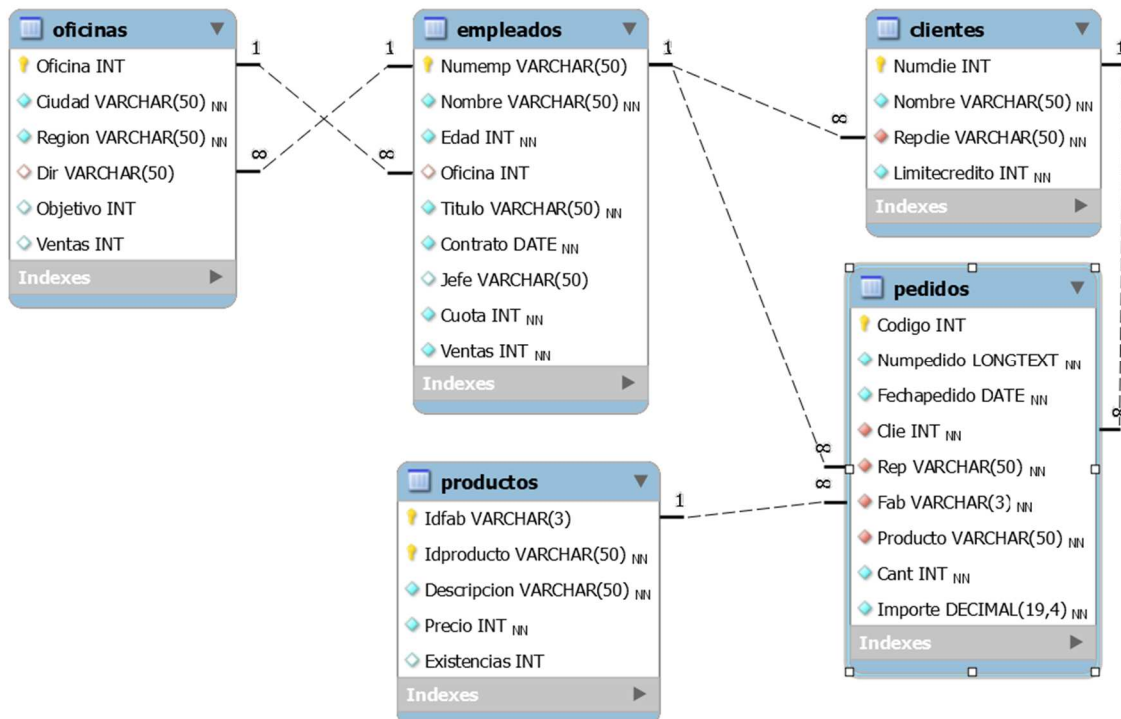 oficinas
Oficina INT
Ciudad VARCHAR(50) NN
Region VARCHAR(50) NN
Dir VARCHAR(50)
Objetivo INT
Ventas INT
Indexes
1
∞
1
∞
empleados
Numemp VARCHAR(50)
Nombre VARCHAR(50) NN
Edad INT NN
Oficina INT
Titulo VARCHAR(50) NN
Contrato DATE NN
Jefe VARCHAR(50)
Cuota INT NN
Ventas INT NN
Indexes
1
∞
clientes
Numclie INT
Nombre VARCHAR(50) NN
Repclie VARCHAR(50) NN
Limitecredito INT NN
Indexes
1
∞
pedidos
Codigo INT
Numpedido LONGTEXT NN
Fechapedido DATE NN
Clie INT NN
Rep VARCHAR(50) NN
Fab VARCHAR(3) NN
Producto VARCHAR(50) NN
Cant INT NN
Importe DECIMAL(19,4) NN
Indexes
∞
∞
productos
Idfab VARCHAR(3)
Idproducto VARCHAR(50) NN
Descripcion VARCHAR(50) NN
Precio INT NN
Existencias INT
Indexes
1